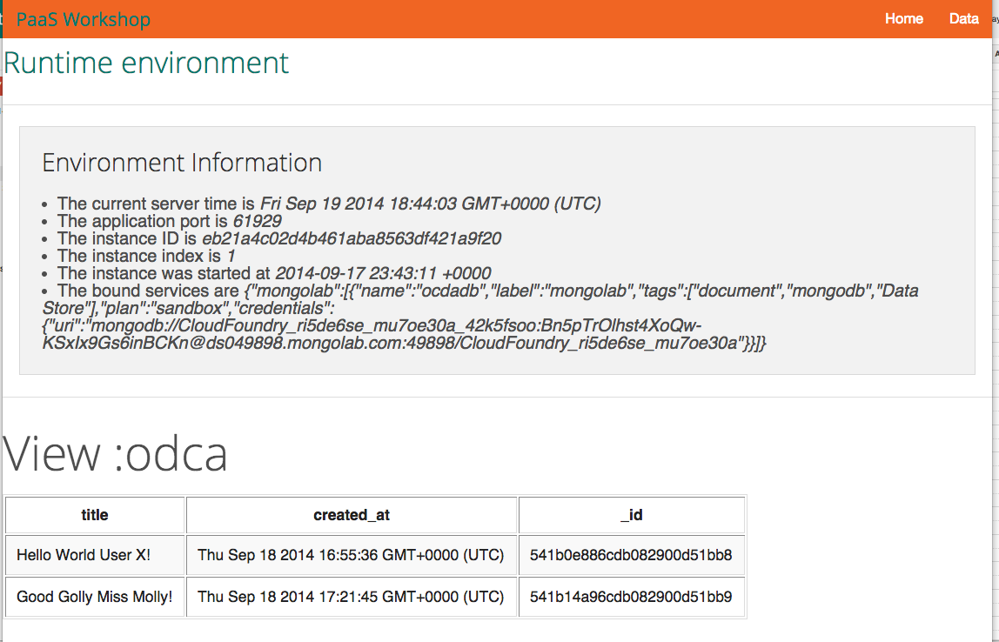 PaaS Workshop Home Data
Runtime environment
Environment Information
• The current server time is Fri Sep 19 2014 18:44:03 GMT+0000 (UTC)
• The application port is 61929
• The instance ID is eb21a4c02d4b461aba8563df421a9f20
• The instance index is 1
• The instance was started at 2014-09-17 23:43:11 +0000
• The bound services are {"mongolab":[{"name":"ocdadb","label":"mongolab","tags":["document","mongodb","Data
Store"],"plan":"sandbox","credentials":
{"uri":"mongodb://CloudFoundry_ri5de6se_mu7oe30a_42k5fsoo:Bn5pTrOlhst4XoQw-
KSxIx9Gs6inBCKn@ds049898.mongolab.com:49898/CloudFoundry_ri5de6se_mu7oe30a"}}]}
View :odca
title created_at _id
Hello World User X! Thu Sep 18 2014 16:55:36 GMT+0000 (UTC) 541b0e886cdb082900d51bb8
Good Golly Miss Molly! Thu Sep 18 2014 17:21:45 GMT+0000 (UTC) 541b14a96cdb082900d51bb9